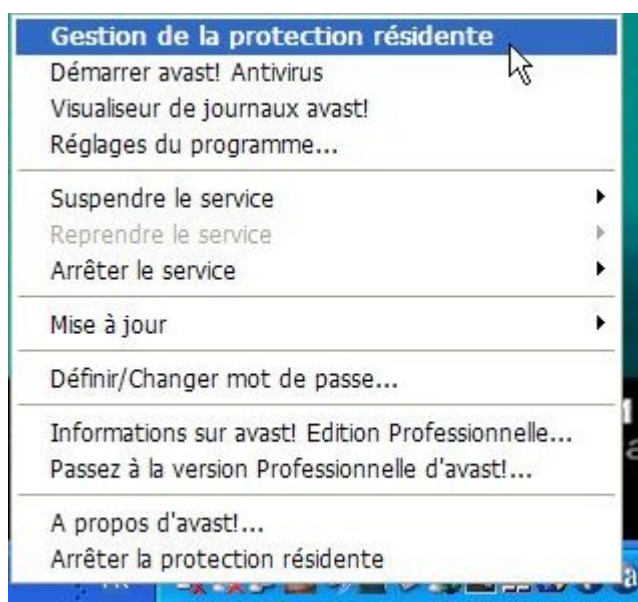 Gestion de la protection résidente
Démarrer avast! Antivirus
Visualiseur de journaux avast!
Réglages du programme...
Suspendre le service
Reprendre le service
Arrêter le service
Mise à jour
Définir/Changer mot de passe...
Informations sur avast! Edition Professionnelle...
Passez à la version Professionnelle d'avast!...
A propos d'avast!...
Arrêter la protection résidente